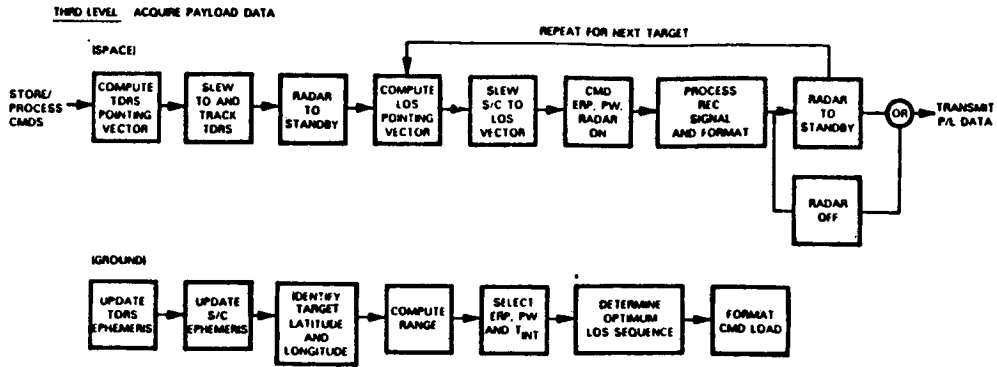 THIRD LEVEL ACQUIRE PAYLOAD DATA
(SPACE)
REPEAT FOR NEXT TARGET
STORE/
PROCESS
CMDS
COMPUTE
TDRS
POINTING
VECTOR
SLEW
TO AND
TRACK
TDRS
RADAR
TO
STANDBY
COMPUTE
LOS
POINTING
VECTOR
SLEW
S/C TO
LOS
VECTOR
CMD
ERP, PW,
RADAR
ON
PROCESS
REC
SIGNAL
AND FORMAT
RADAR
TO
STANDBY
OR
TRANSMIT
P/L DATA
RADAR
OFF
(GROUND)
UPDATE
TDRS
EPHEMERIS
UPDATE
S/C
EPHEMERIS
IDENTIFY
TARGET
LATITUDE
AND
LONGITUDE
COMPUTE
RANGE
SELECT
ERP, PW
AND TINT
DETERMINE
OPTIMUM
LOS SEQUENCE
FORMAT
CMD LOAD